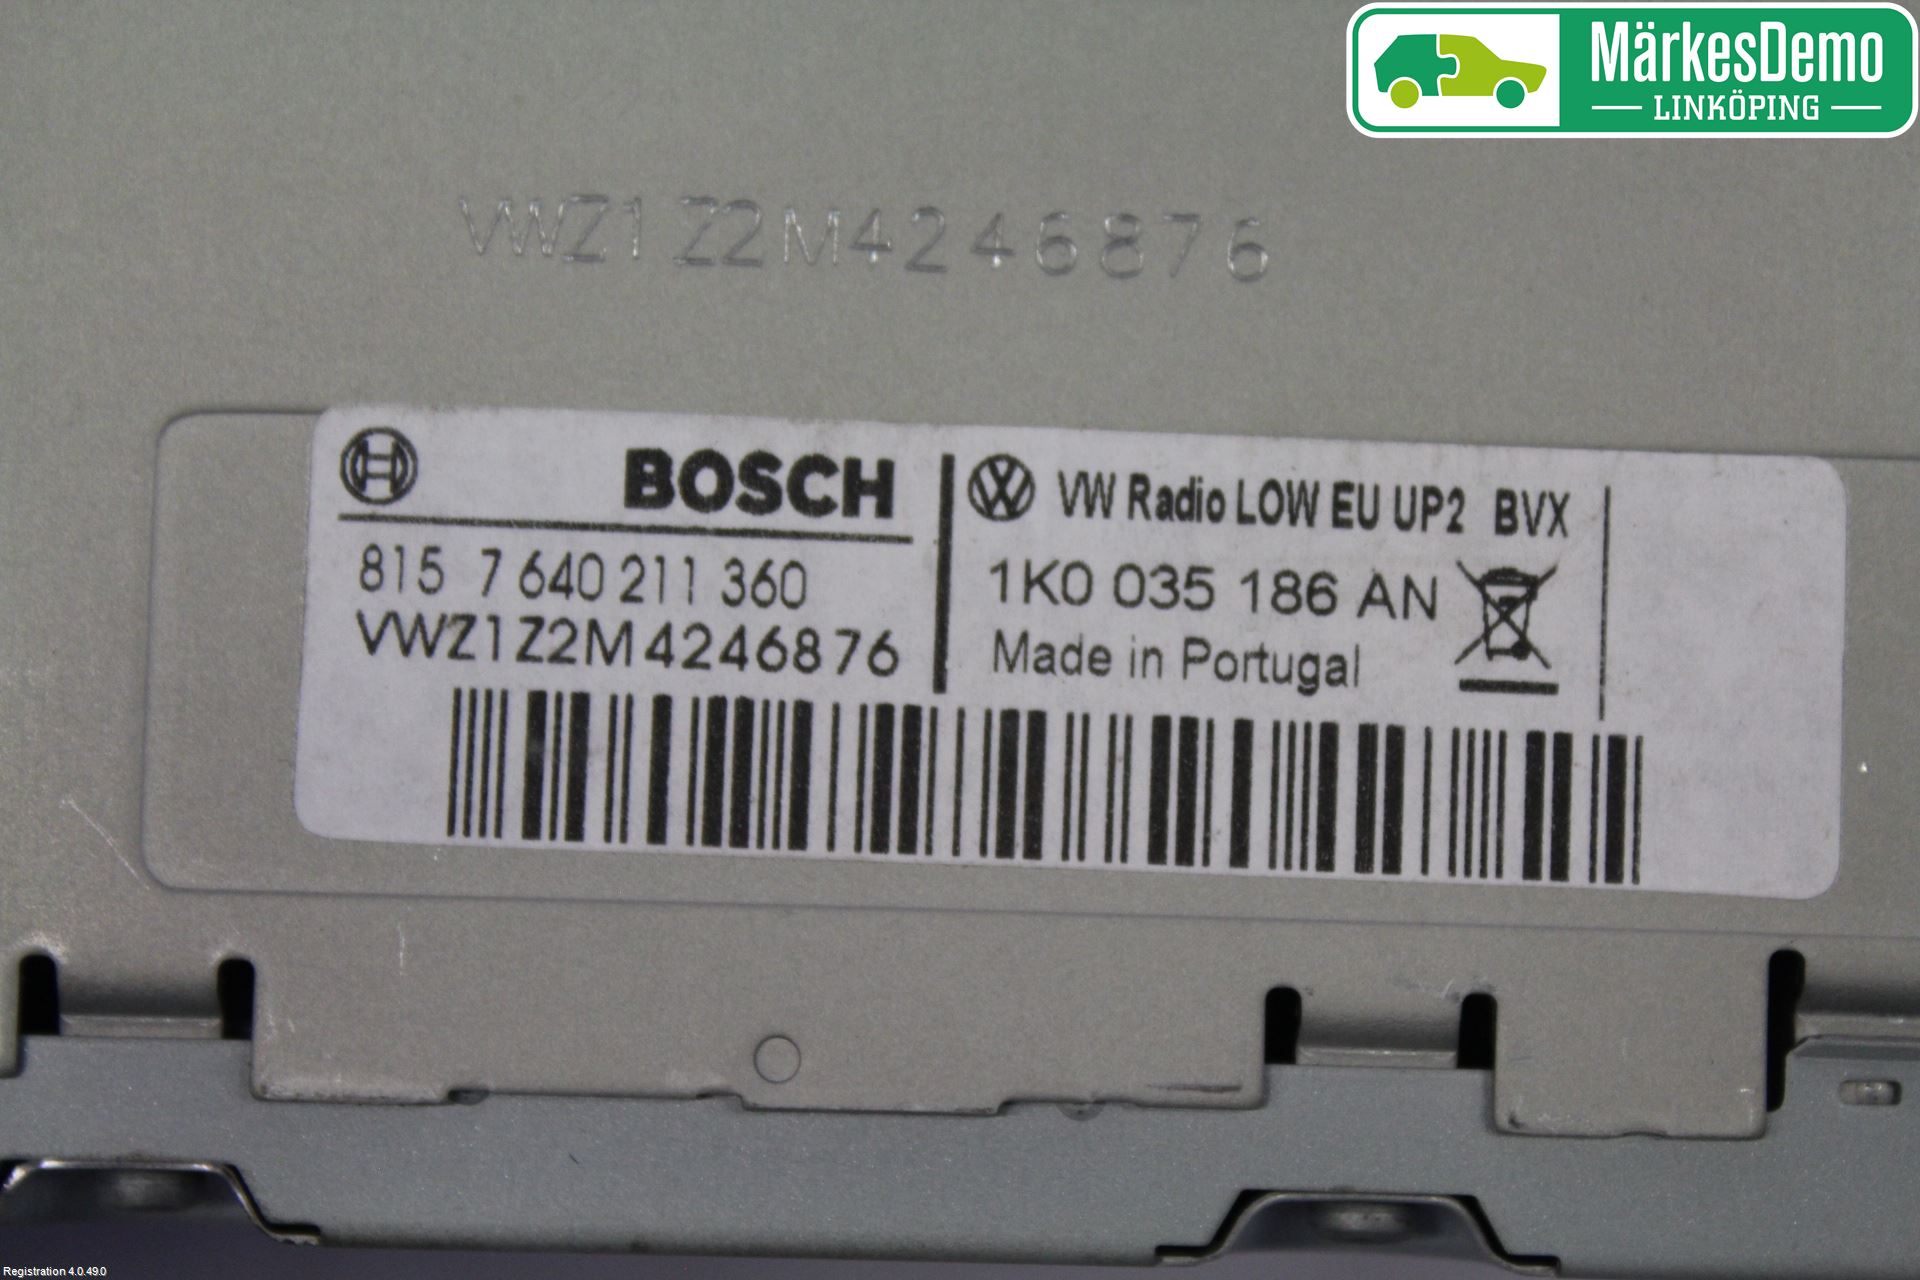 MärkesDemo
LINKÖPING
VWZ1Z2M4246876
BOSCH
815 7 640 211 360
VWZ1Z2M4246876
VW Radio LOW EU UP2 BVX
1K0 035 186 AN
Made in Portugal
Registration 4.0.49.0